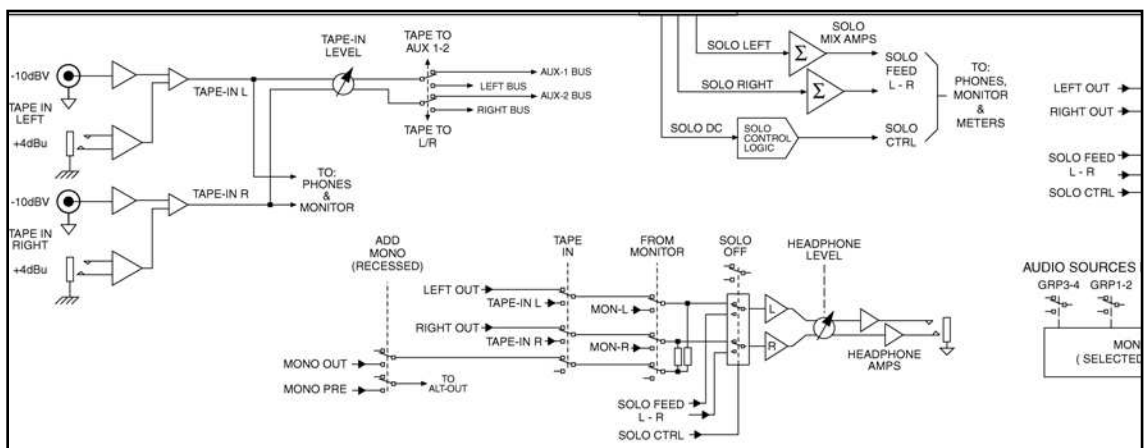 -10dBV
TAPE IN
LEFT
+4dBu
-10dBV
TAPE IN
RIGHT
+4dBu
TAPE-IN L
TAPE-IN R
TAPE-IN
LEVEL
TAPE TO
AUX 1-2
AUX-1 BUS
LEFT BUS
AUX-2 BUS
RIGHT BUS
TAPE TO
L/R
TO:
PHONES
&
MONITOR
SOLO LEFT
SOLO RIGHT
SOLO DC
SOLO
MIX AMPS
Σ
Σ
SOLO
CONTROL
LOGIC
SOLO
FEED
L - R
SOLO
CTRL
TO:
PHONES,
MONITOR
&
METERS
LEFT OUT
RIGHT OUT
SOLO FEED
L - R
SOLO CTRL
ADD
MONO
(RECESSED)
TAPE
IN
FROM
MONITOR
SOLO
OFF
HEADPHONE
LEVEL
LEFT OUT
TAPE-IN L
MON-L
L
RIGHT OUT
TAPE-IN R
MON-R
R
MONO OUT
MONO PRE
TO
ALT-OUT
SOLO FEED
L - R
SOLO CTRL
HEADPHONE
AMPS
AUDIO SOURCES
GRP3-4 GRP1-2
MON
( SELECTED